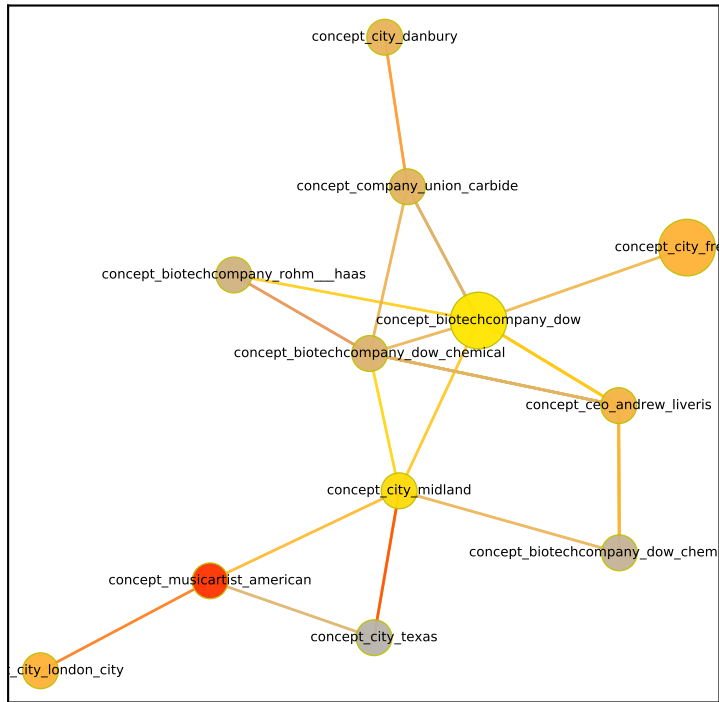 concept_city_danbury
concept_company_union_carbide
concept_city_fre
concept_biotechcompany_rohm___haas
concept_biotechcompany_dow
concept_biotechcompany_dow_chemical
concept_ceo_andrew_liveris
concept_city_midland
concept_biotechcompany_dow_chem
concept_musicartist_american
concept_city_texas
t_city_london_city